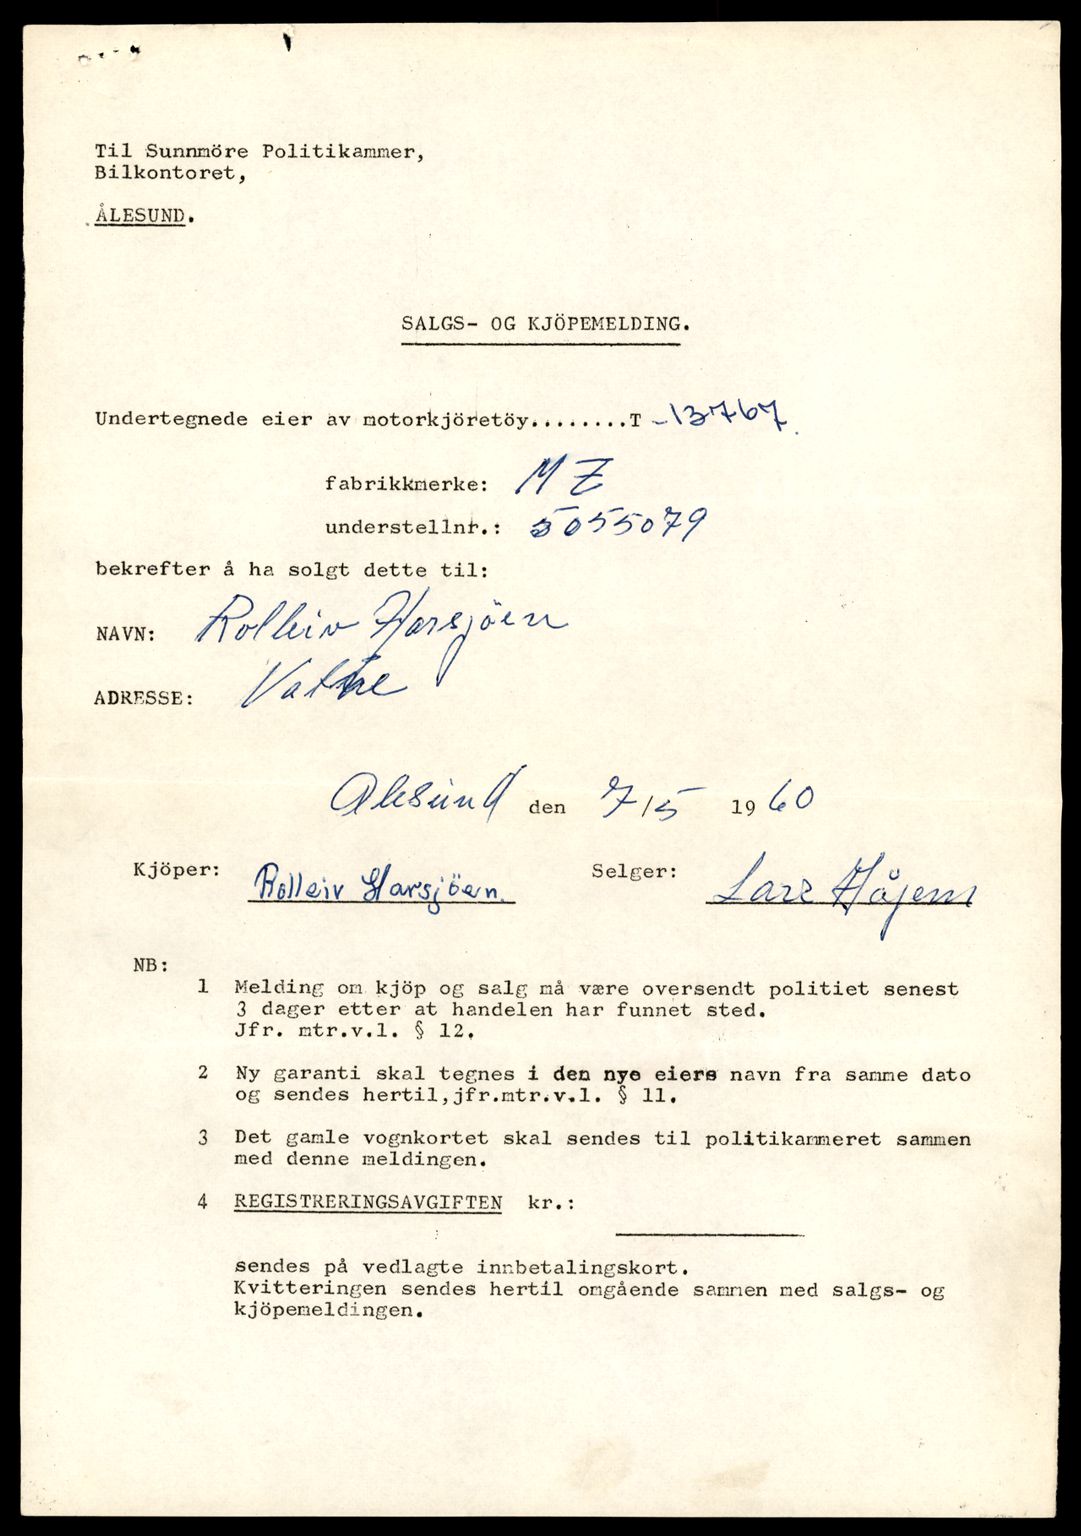 Til Sunnmöre Politikammer,
Bilkontoret,
ÅLESUND.
SALGS- OG KJÖPEMELDING.
Undertegnede eier av motorkjöretöy........T -13767
fabrikkmerke: MZ
understellnr.: 5055079
bekrefter å ha solgt dette til:
NAVN: Rolleiv Harsjöen
ADRESSE: Vatne
Ålesund den 7/5 1960
Kjöper: Rolleiv Harsjöen. Selger: Lars
NB:
1 Melding om kjöp og salg må være oversendt politiet senest
3 dager etter at handelen har funnet sted.
Jfr. mtr.v.l. § 12.
2 Ny garanti skal tegnes i den nye eiers navn fra samme dato
og sendes hertil,jfr.mtr.v.l. § 11.
3 Det gamle vognkortet skal sendes til politikammeret sammen
med denne meldingen.
4 REGISTRERINGSAVGIFTEN kr.:
sendes på vedlagte innbetalingskort.
Kvitteringen sendes hertil omgående sammen med salgs- og
kjöpemeldingen.